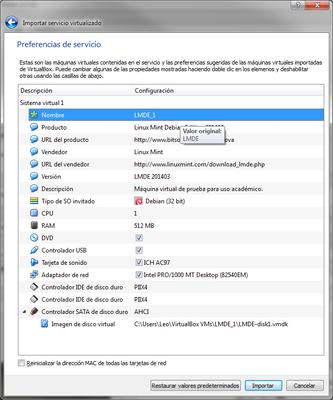 Importar servicio virtualizado
Preferencias de servicio
Estas son las máquinas virtuales contenidas en el servicio y las preferencias sugeridas de las máquinas virtuales importadas
de VirtualBox. Puede cambiar algunas de las propiedades mostradas haciendo doble clic en los elementos y deshabilitar
otras usando las casillas de abajo.
Descripción Configuración
Sistema virtual 1
Nombre LMDE_1
Producto Linux Mint Debian
Valor original:
LMDE
URL del producto http://www.bitso
Vendedor Linux Mint
URL del vendedor http://www.linuxmint.com/download_lmde.php
Versión LMDE 201403
Descripción Máquina virtual de prueba para uso académico.
Tipo de SO invitado Debian (32 bit)
CPU 1
RAM 512 MB
DVD
Controlador USB
Tarjeta de sonido ICH AC97
Adaptador de red Intel PRO/1000 MT Desktop (82540EM)
Controlador IDE de disco duro PIIX4
Controlador IDE de disco duro PIIX4
Controlador SATA de disco duro AHCI
Imagen de disco virtual C:\Users\Leo\VirtualBox VMs\LMDE_1\LMDE-disk1.vmdk
Reinicializar la dirección MAC de todas las tarjetas de red
Restaurar valores predeterminados Importar Cancelar